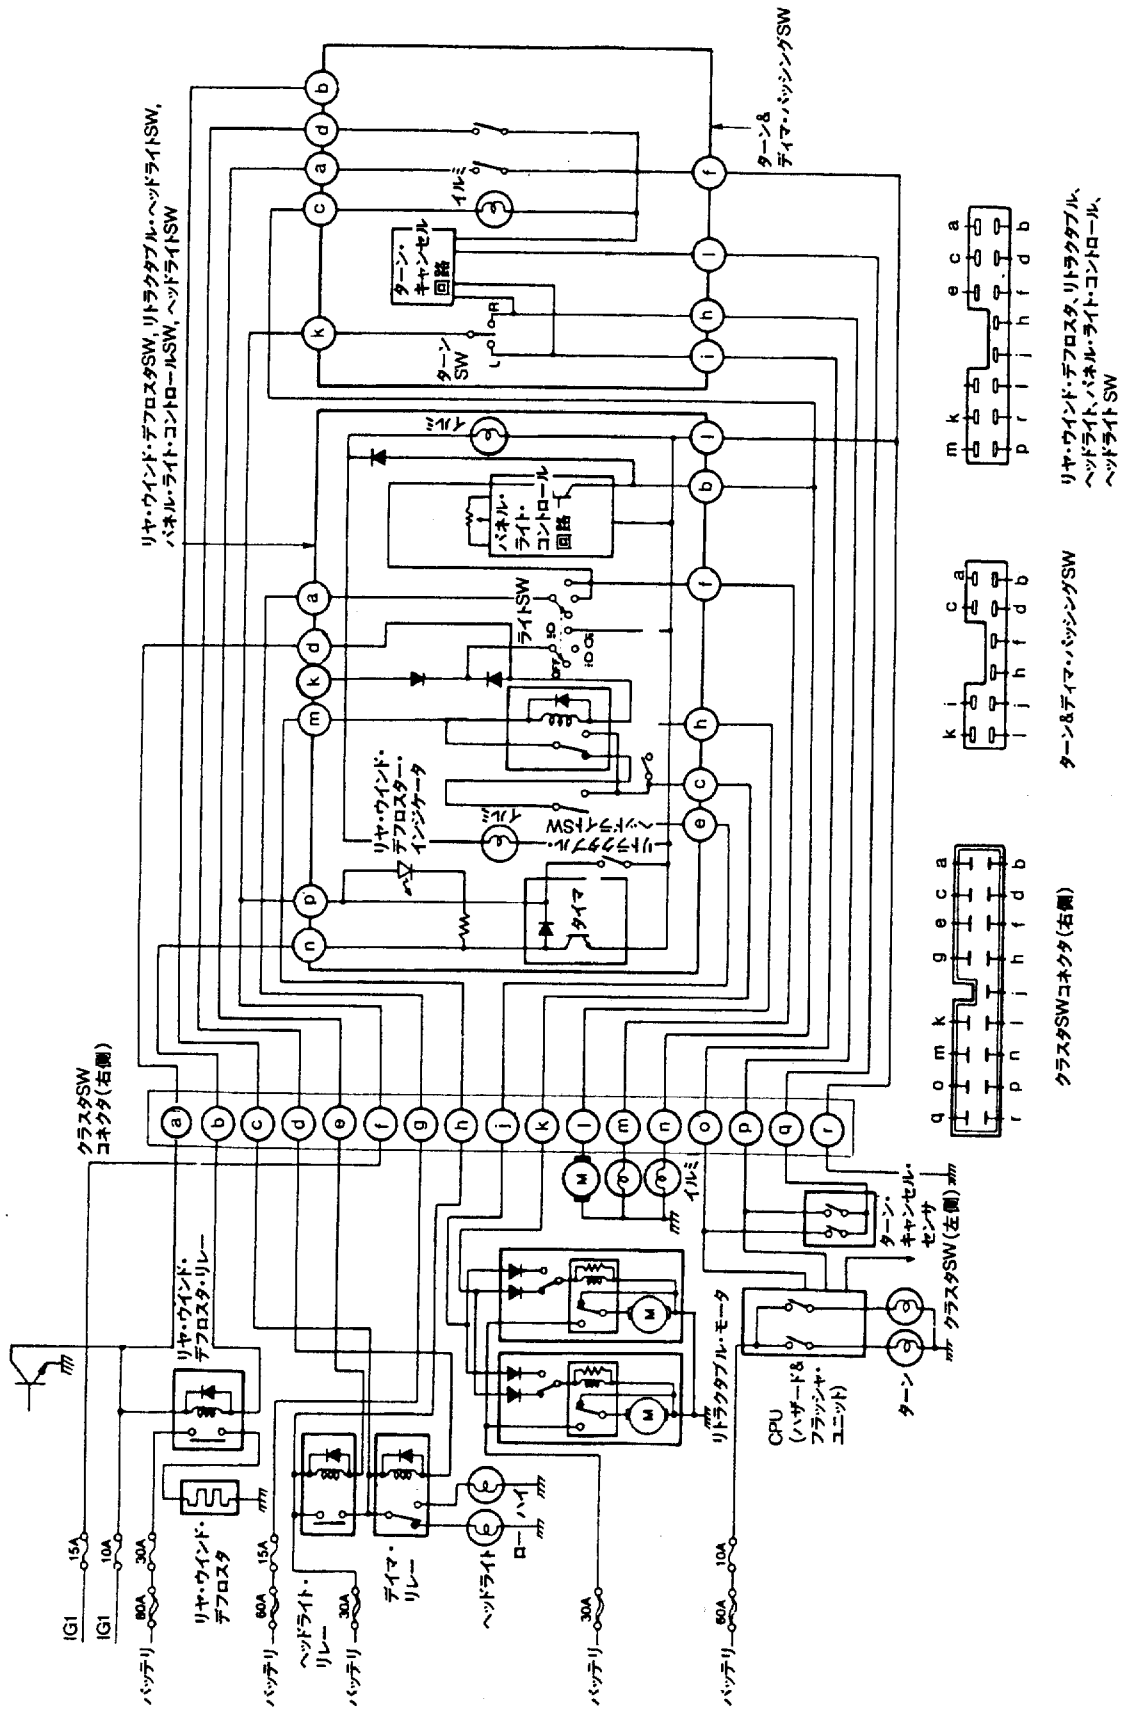 IG1
15A
IG1
10A
バッテリ
80A
30A
リヤ・ウインド・
デフロスタ
リヤ・ウインド・
デフロスタ・リレー
バッテリ
60A
15A
ヘッドライト・
リレー
バッテリ
30A
ディマ・
リレー
ヘッドライト
ロー
ハイ
バッテリ
30A
リトラクタブル・モータ
M
M
バッテリ
60A
10A
CPU
(ハザード&
フラッシャ・
ユニット)
ターン
クラスタSW(左側)
ターン・
キャンセル・
センサ
M
イルミ
クラスタSW
コネクタ(右側)
a
b
c
d
e
f
g
h
j
k
l
m
n
o
p
q
r
リヤ・ウインド・デフロスタSW, リトラクタブル・ヘッドライトSW,
パネル・ライト・コントロールSW, ヘッドライトSW
n
p
m
k
d
a
リヤ・ウインド・
デフロスター・
インジケータ
タイマ
イルミ
リトラクタブル・
ヘッドライトSW
OFF
ライトSW
パネル・
ライト・
コントロール
回路
イルミ
e
c
h
f
b
l
k
c
a
d
b
ターン
SW
L
R
ターン・
キャンセル
回路
イルミ
i
h
l
f
ターン&
ディマ・パッシングSW
q o m k g e c a
r p n l j h f d b
クラスタSWコネクタ(右側)
k i c a
l j h f d b
ターン&ディマ・パッシングSW
m k e c a
p r l j h f d b
リヤ・ウインド・デフロスタ、リトラクタブル、
ヘッドライト、パネル・ライト・コントロール、
ヘッドライトSW